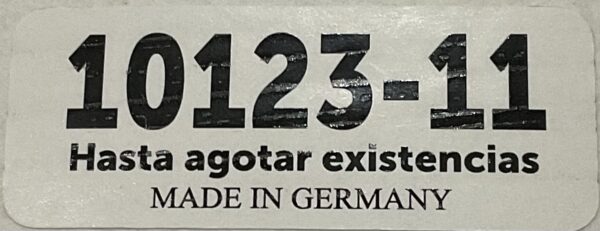 10123-11
Hasta agotar existencias
MADE IN GERMANY